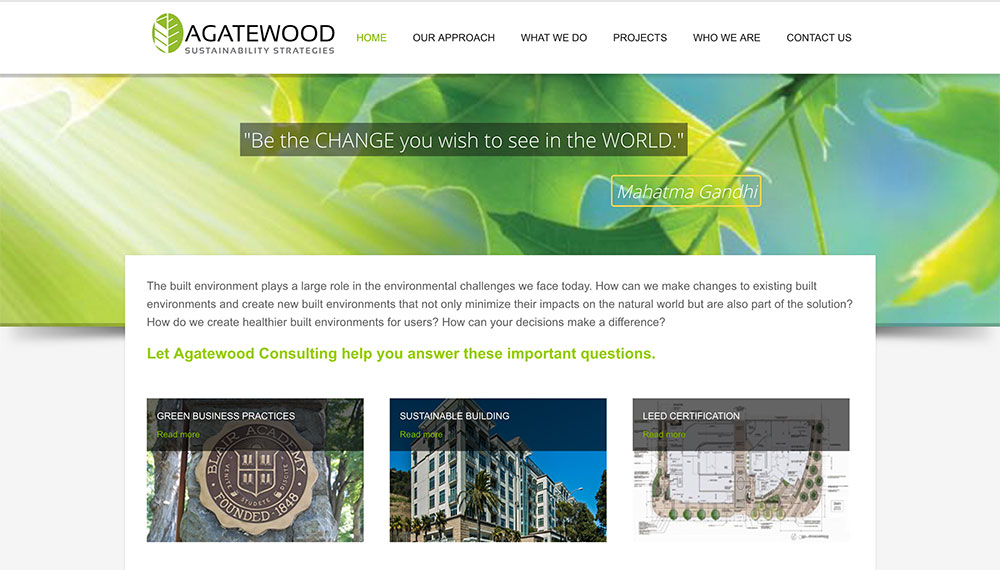 AGATEWOOD
SUSTAINABILITY STRATEGIES
HOME OUR APPROACH WHAT WE DO PROJECTS WHO WE ARE CONTACT US
"Be the CHANGE you wish to see in the WORLD."
Mahatma Gandhi
The built environment plays a large role in the environmental challenges we face today. How can we make changes to existing built
environments and create new built environments that not only minimize their impacts on the natural world but are also part of the solution?
How do we create healthier built environments for users? How can your decisions make a difference?
Let Agatewood Consulting help you answer these important questions.
GREEN BUSINESS PRACTICES
Read more
BLAIR ACADEMY
VENITE STUDETE DISCITE
FOUNDED · 1848
SUSTAINABLE BUILDING
Read more
LEED CERTIFICATION
Read more